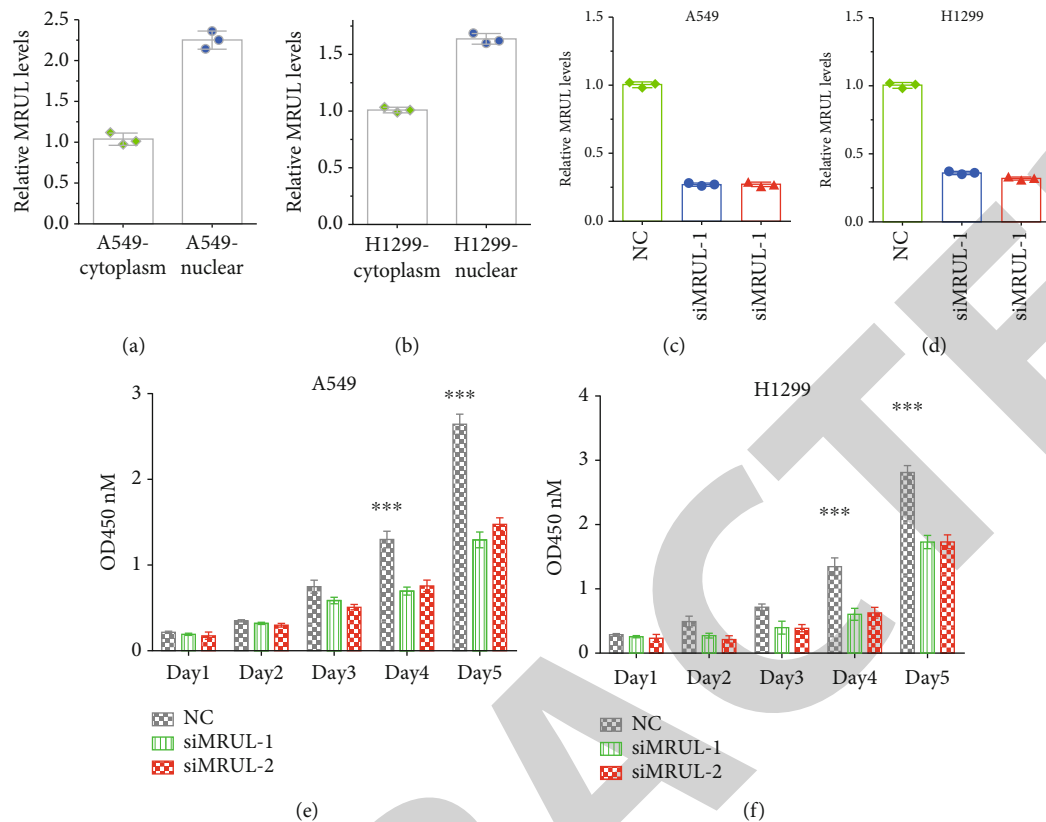 Relative MRUL levels
2.5
2.0
1.5
1.0
0.5
0.0
A549-
cytoplasm
A549-
nuclear
(a)
Relative MRUL levels
1.5
1.0
0.5
0.0
H1299-
cytoplasm
H1299-
nuclear
(b)
A549
Relative MRUL levels
1.5
1.0
0.5
0.0
NC
siMRUL-1
siMRUL-1
(c)
H1299
Relative MRUL levels
1.5
1.0
0.5
0.0
NC
siMRUL-1
siMRUL-1
(d)
A549
OD450 nM
3
2
1
0
***
***
Day1 Day2 Day3 Day4 Day5
NC
siMRUL-1
siMRUL-2
(e)
H1299
OD450 nM
4
3
2
1
0
***
***
Day1 Day2 Day3 Day4 Day5
NC
siMRUL-1
siMRUL-2
(f)